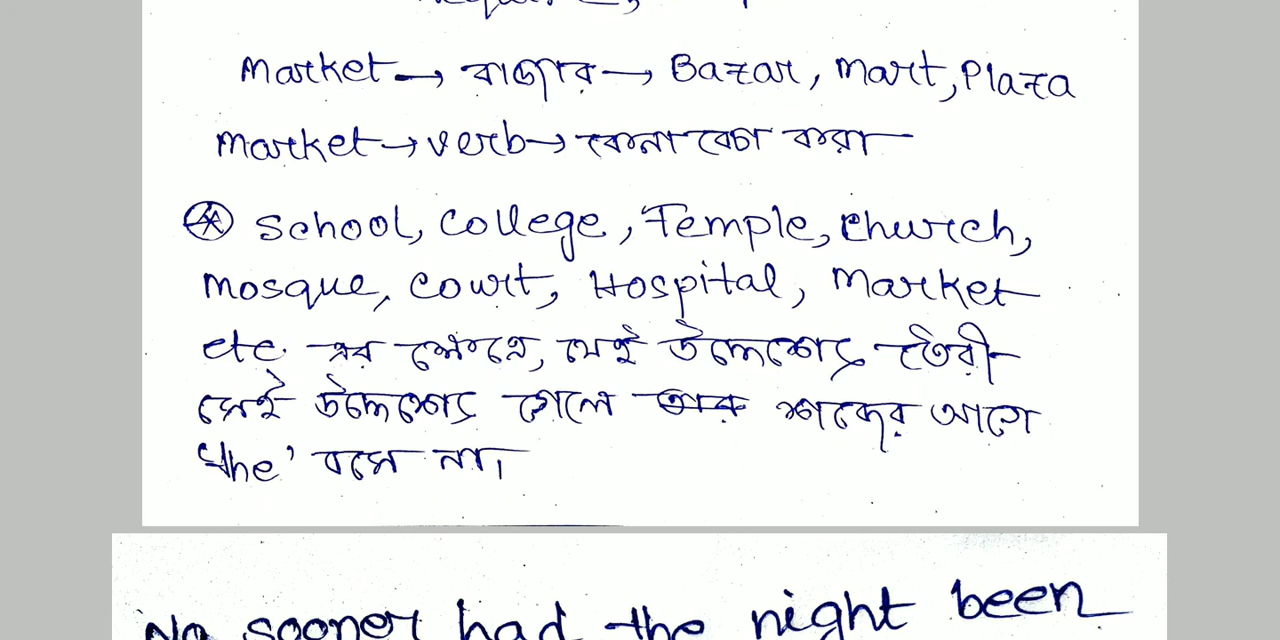 Market → বাজার → Bazar, Mart, Plaza
Market → verb → কেনা বেচা করা
School, College, Temple, Church,
Mosque, Court, Hospital, Market
etc. এর ক্ষেত্রে, যেই উদ্দেশ্যে তৈরী
সেই উদ্দেশ্যে গেলে শব্দের আগে
'the' বসে না।
No sooner had the night been